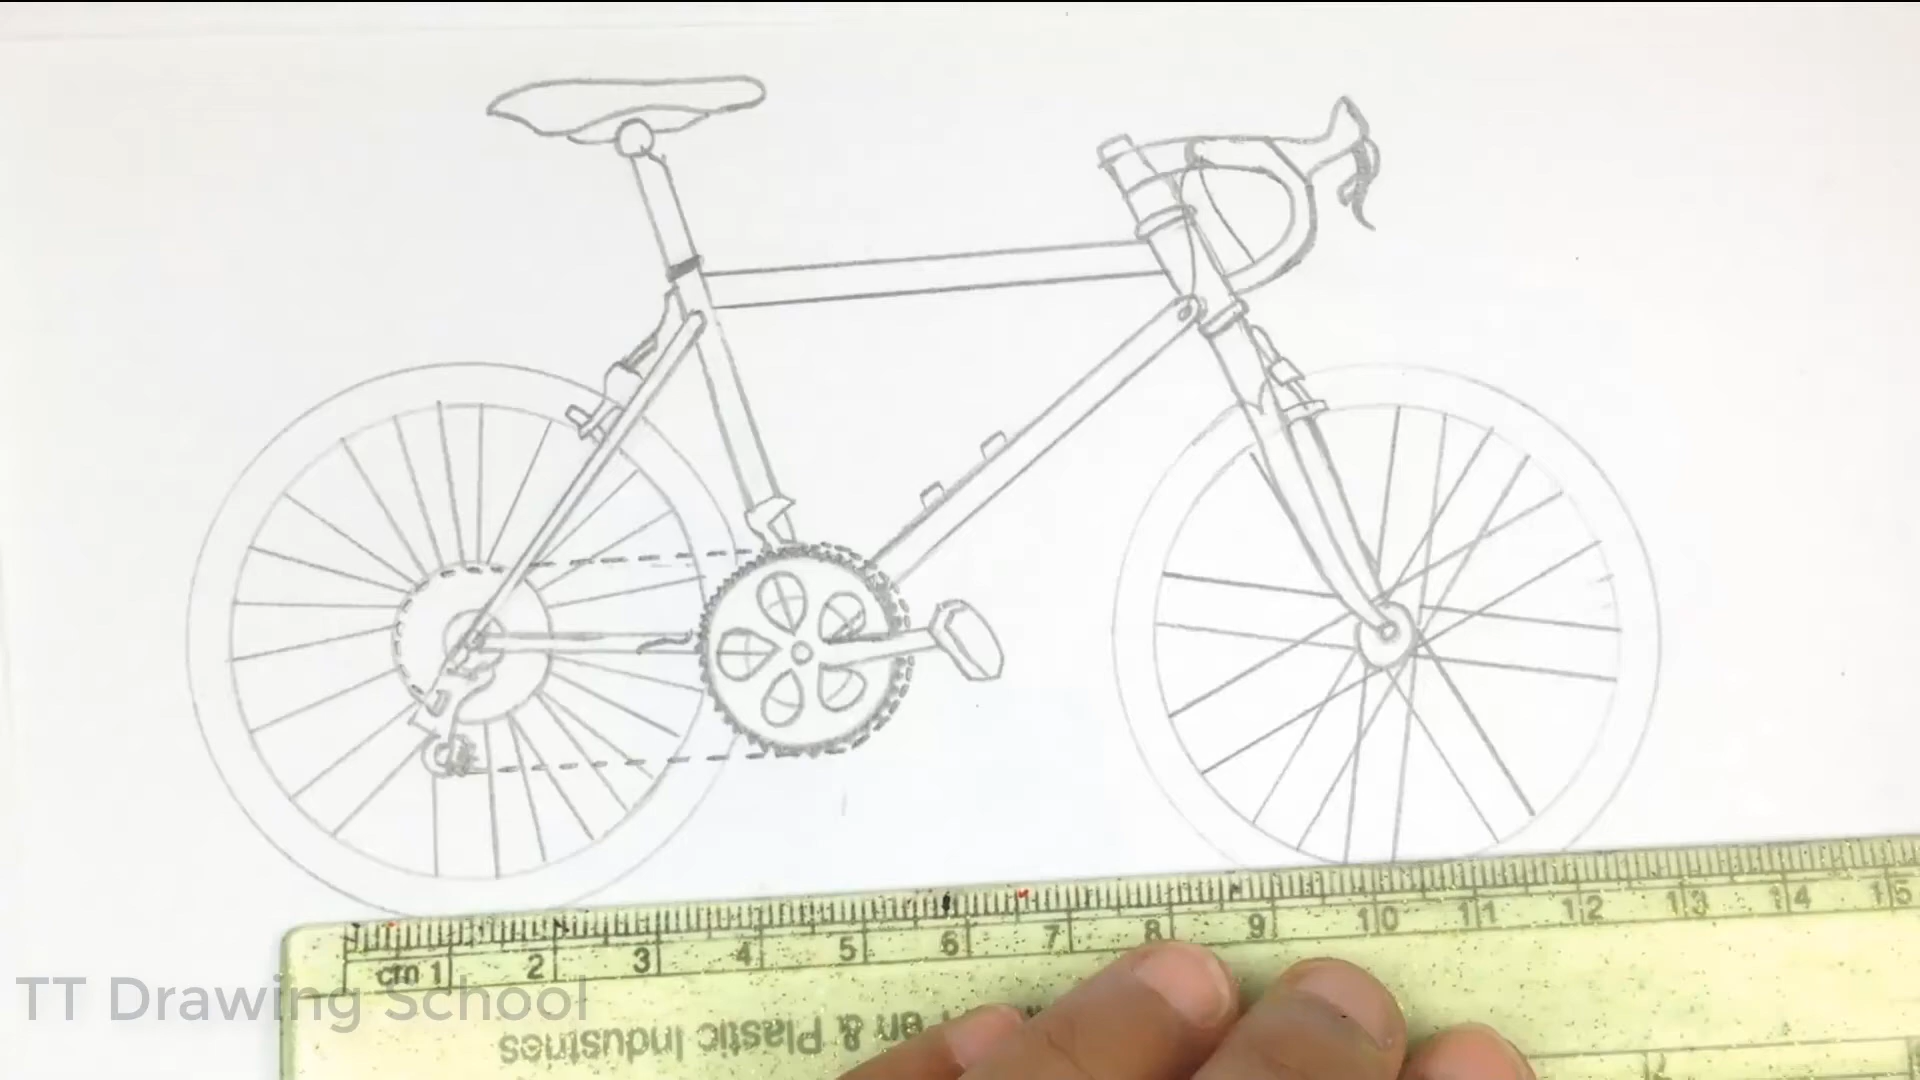 cm 1 2 3 4 5 6 7 8 9 10 11 12 13 14 15
TT Drawing School
en & Plastic Industries